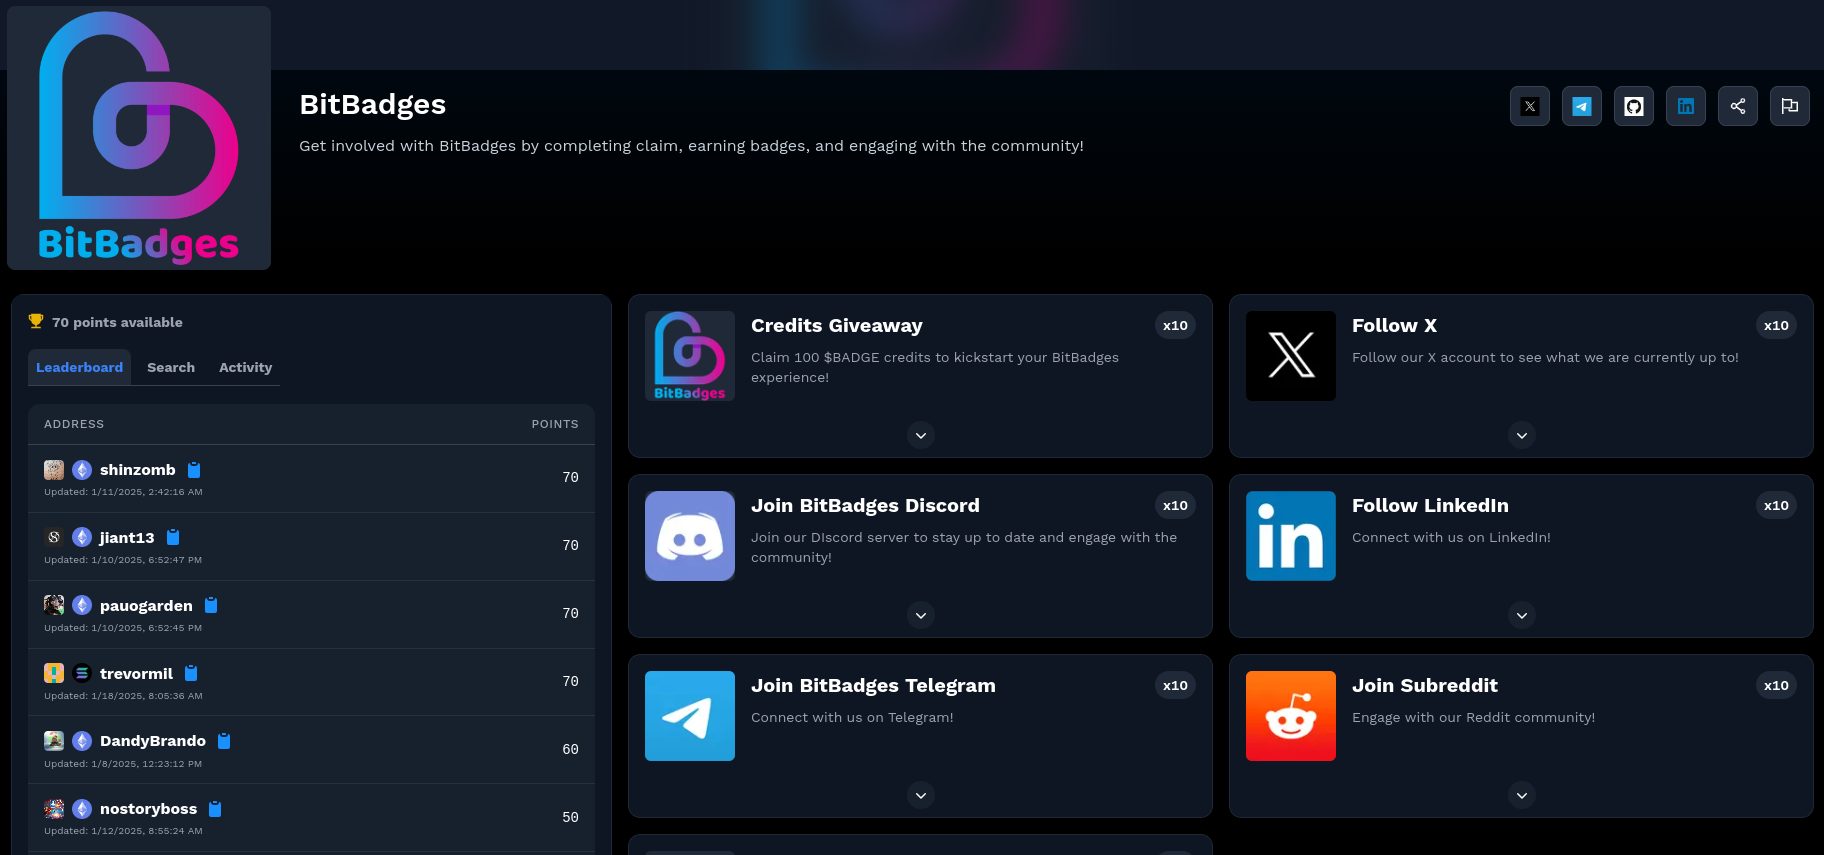 BitBadges
BitBadges
Get involved with BitBadges by completing claim, earning badges, and engaging with the community!
70 points available
Leaderboard Search Activity
ADDRESS POINTS
shinzomb 70
Updated: 1/11/2025, 2:42:16 AM
jiant13 70
Updated: 1/10/2025, 6:52:47 PM
pauogarden 70
Updated: 1/10/2025, 6:52:45 PM
trevormil 70
Updated: 1/18/2025, 8:05:36 AM
DandyBrando 60
Updated: 1/8/2025, 12:23:12 PM
nostoryboss 50
Updated: 1/12/2025, 8:55:24 AM
BitBadges
Credits Giveaway x10
Claim 100 $BADGE credits to kickstart your BitBadges
experience!
Follow X x10
Follow our X account to see what we are currently up to!
Join BitBadges Discord x10
Join our DIscord server to stay up to date and engage with the
community!
in
Follow LinkedIn x10
Connect with us on LinkedIn!
Join BitBadges Telegram x10
Connect with us on Telegram!
Join Subreddit x10
Engage with our Reddit community!